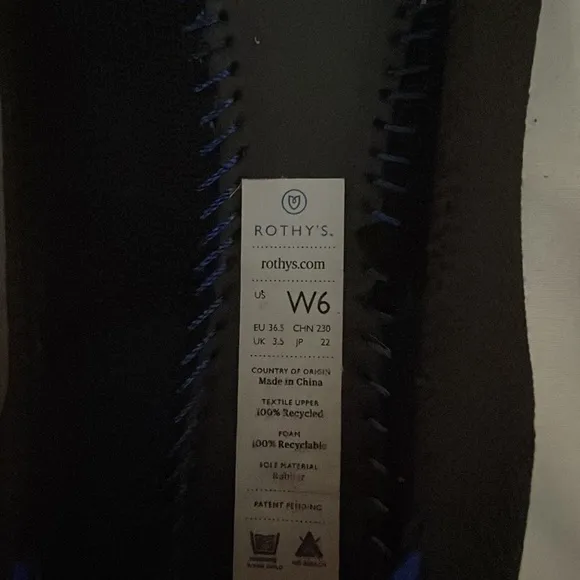 ROTHY'S™
rothys.com
US W6
EU 36.5 CHN 230
UK 3.5 JP 22
COUNTRY OF ORIGIN
Made in China
TEXTILE UPPER
100% Recycled
FOAM
100% Recyclable
SOLE MATERIAL
Rubber
PATENT PENDING